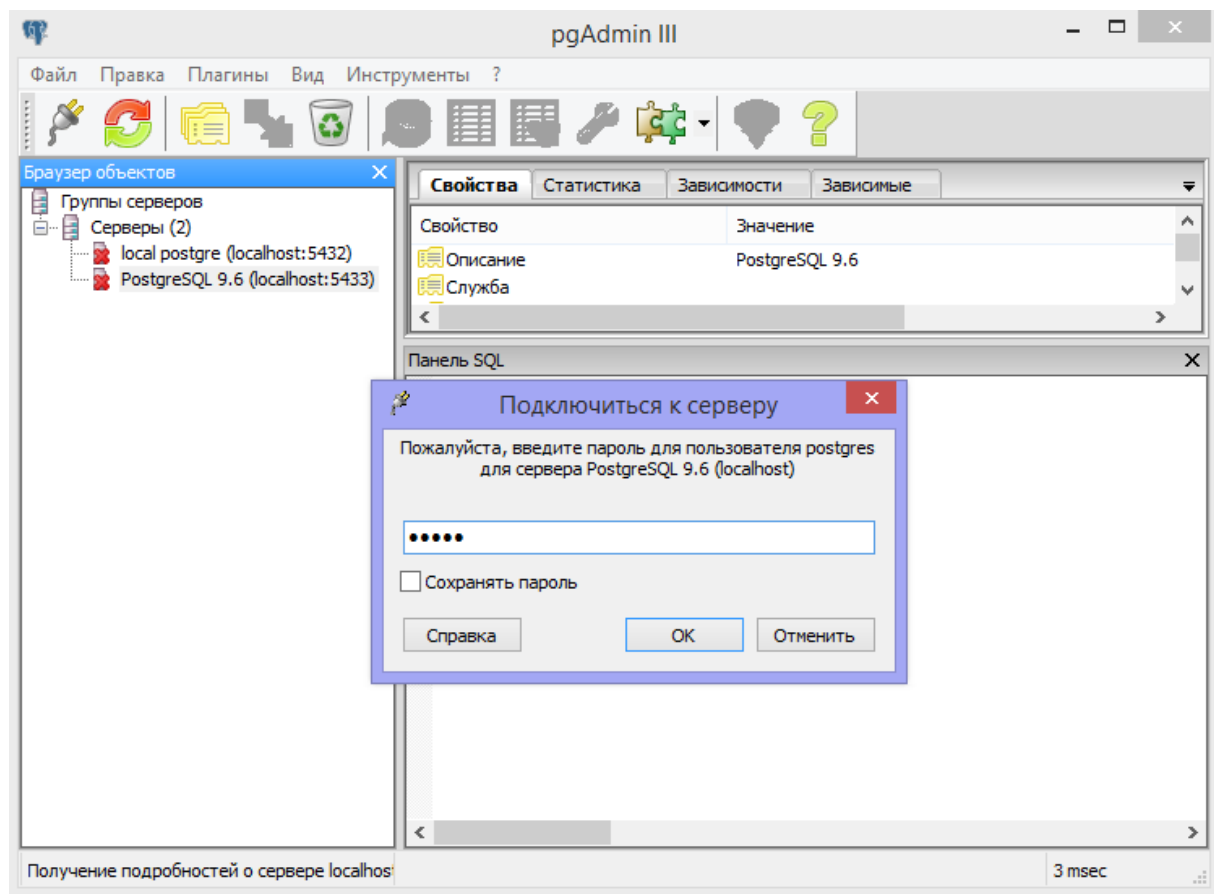 pgAdmin III
Файл Правка Плагины Вид Инструменты ?
Браузер объектов
Группы серверов
Серверы (2)
local postgre (localhost:5432)
PostgreSQL 9.6 (localhost:5433)
Свойства Статистика Зависимости Зависимые
Свойство Значение
Описание PostgreSQL 9.6
Служба
Панель SQL
Подключиться к серверу
Пожалуйста, введите пароль для пользователя postgres
для сервера PostgreSQL 9.6 (localhost)
•••••
Сохранять пароль
Справка OK Отменить
Получение подробностей о сервере localhos
3 msec